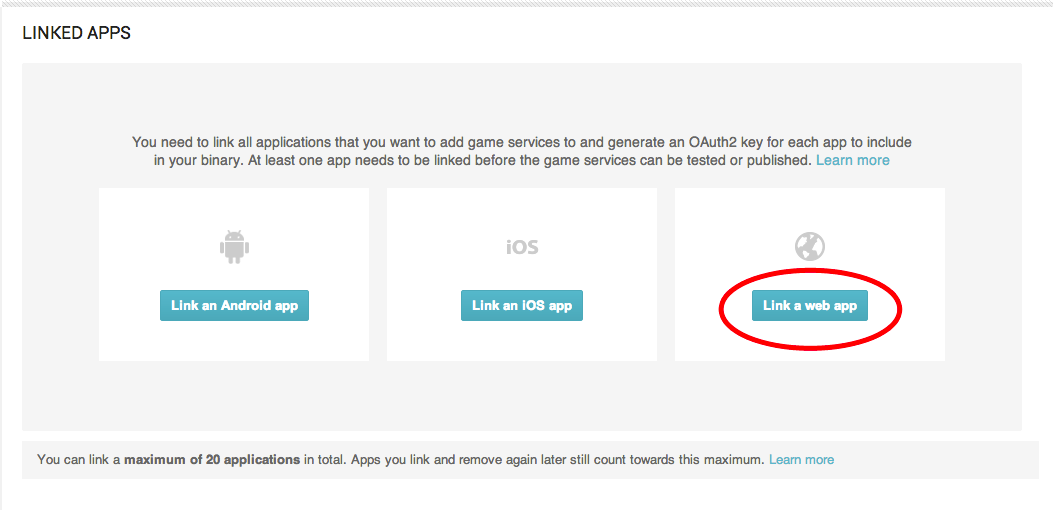 LINKED APPS
You need to link all applications that you want to add game services to and generate an OAuth2 key for each app to include
in your binary. At least one app needs to be linked before the game services can be tested or published. Learn more
iOS
Link an Android app
Link an iOS app
Link a web app
You can link a maximum of 20 applications in total. Apps you link and remove again later still count towards this maximum. Learn more